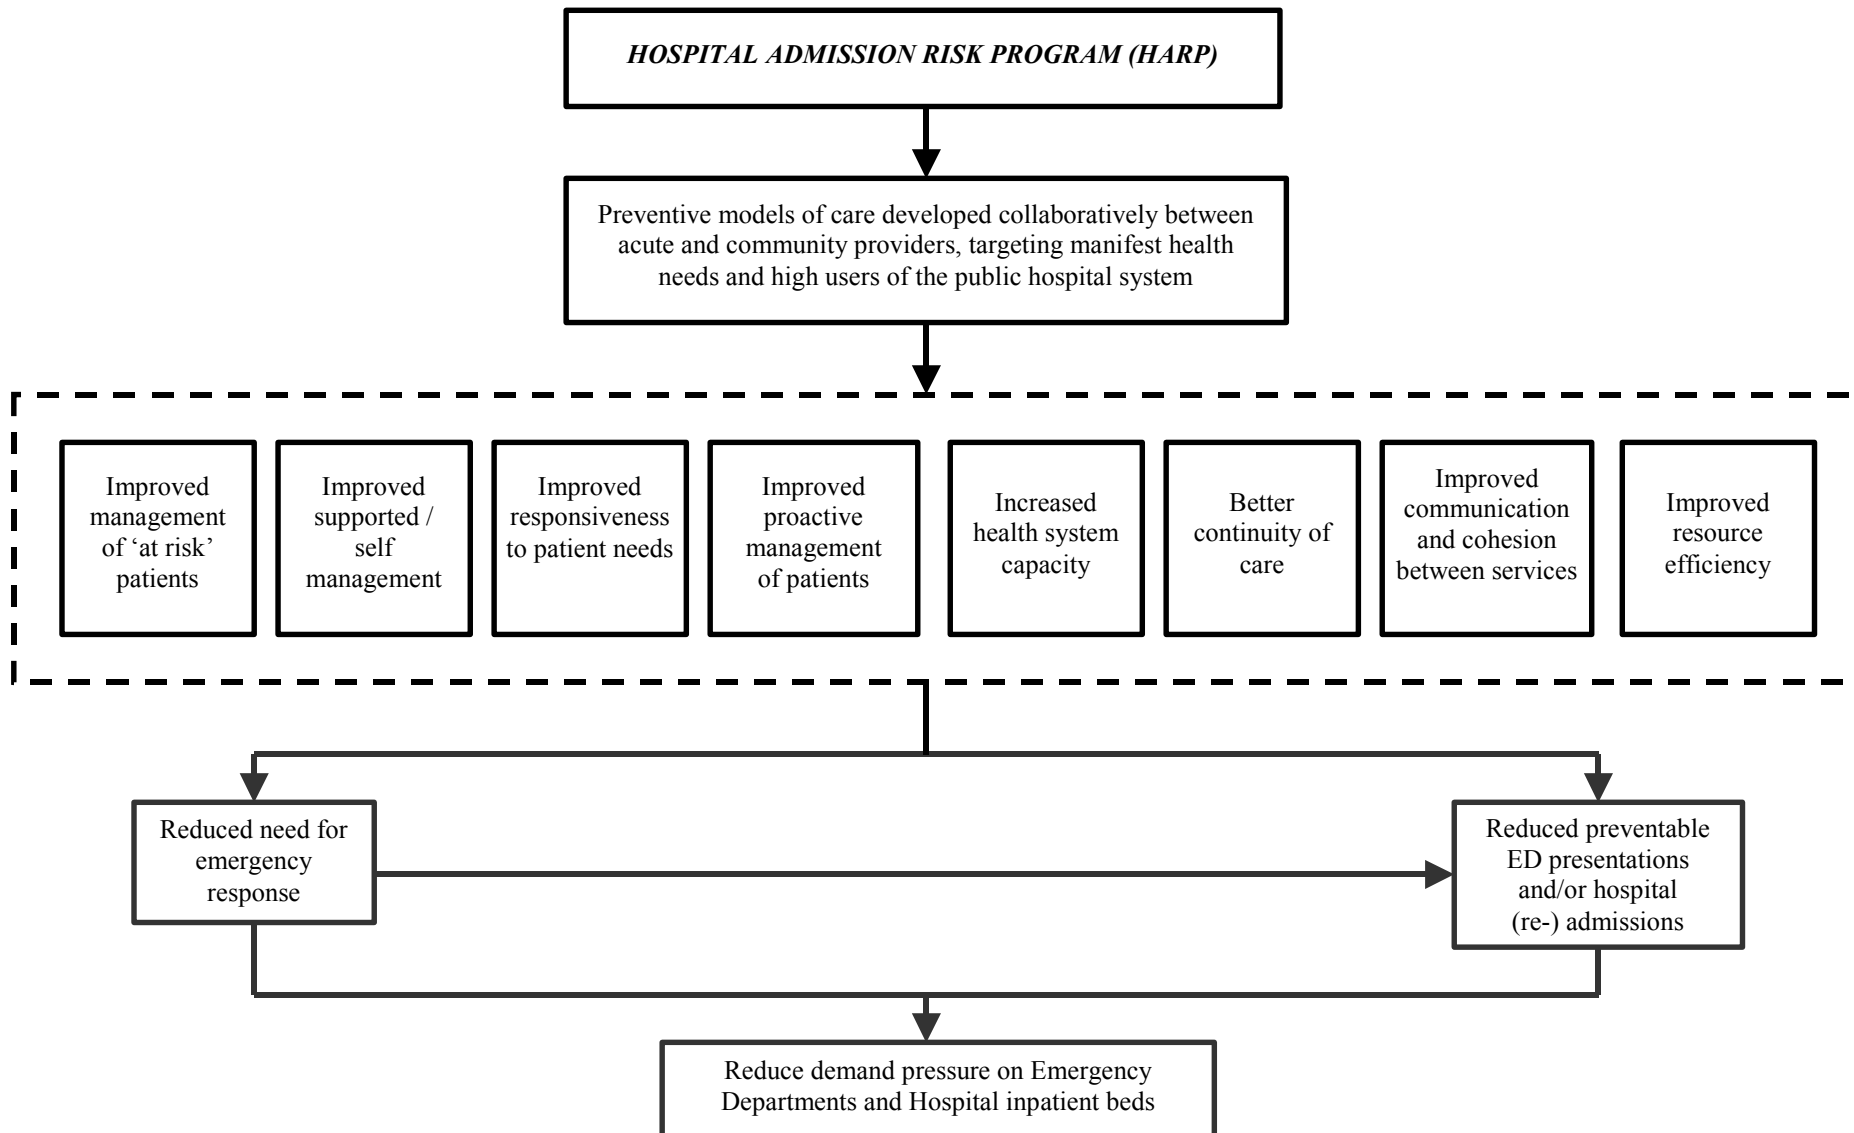 HOSPITAL ADMISSION RISK PROGRAM (HARP)
Preventive models of care developed collaboratively between
acute and community providers, targeting manifest health
needs and high users of the public hospital system
Improved
management
of ‘at risk’
patients
Improved
supported /
self
management
Improved
responsiveness
to patient needs
Improved
proactive
management
of patients
Increased
health system
capacity
Better
continuity of
care
Improved
communication
and cohesion
between services
Improved
resource
efficiency
Reduced need for
emergency
response
Reduced preventable
ED presentations
and/or hospital
(re-) admissions
Reduce demand pressure on Emergency
Departments and Hospital inpatient beds